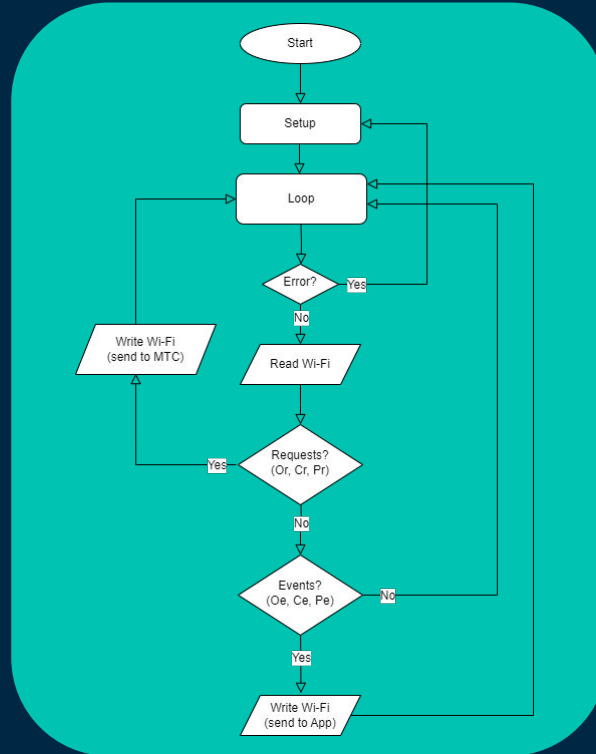 Start
Setup
Loop
Error?
Yes
No
Write Wi-Fi
(send to MTC)
Read Wi-Fi
Requests?
(Or, Cr, Pr)
Yes
No
Events?
(Oe, Ce, Pe)
No
Yes
Write Wi-Fi
(send to App)